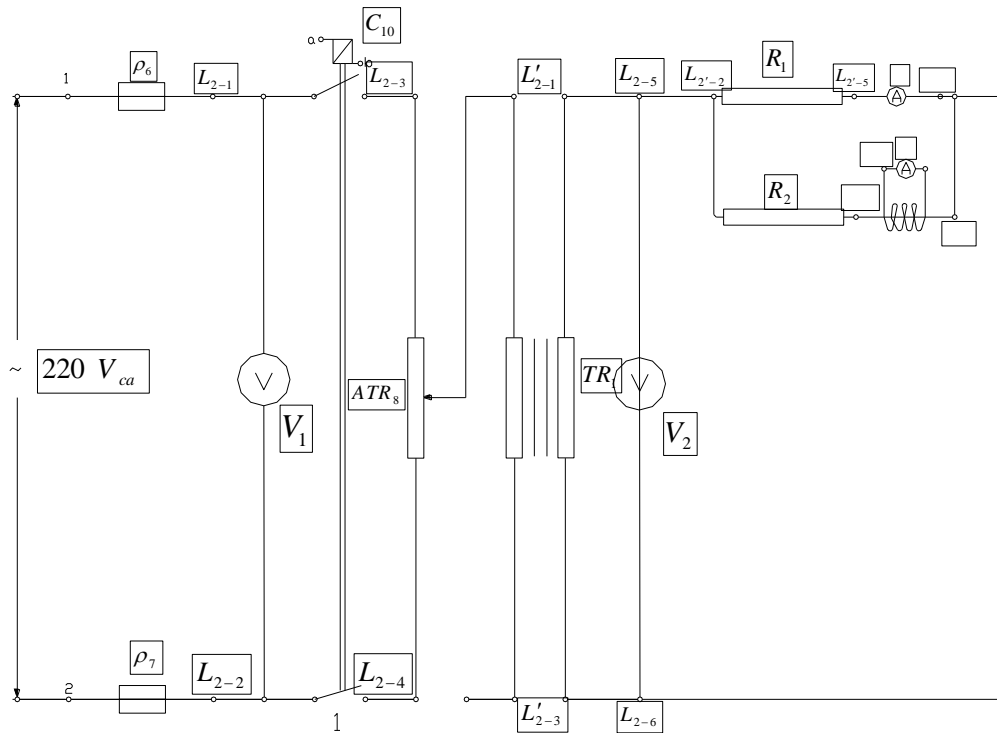 a
C₁₀
1
ρ₆
L₂₋₁
L₂₋₃
L′₂₋₁
L₂₋₅
L₂′₋₂
R₁
L₂′₋₅
A
A
R₂
~ 220 V_ca
V
V₁
ATR₈
TR
V
V₂
2
ρ₇
L₂₋₂
L₂₋₄
L′₂₋₃
L₂₋₆
1